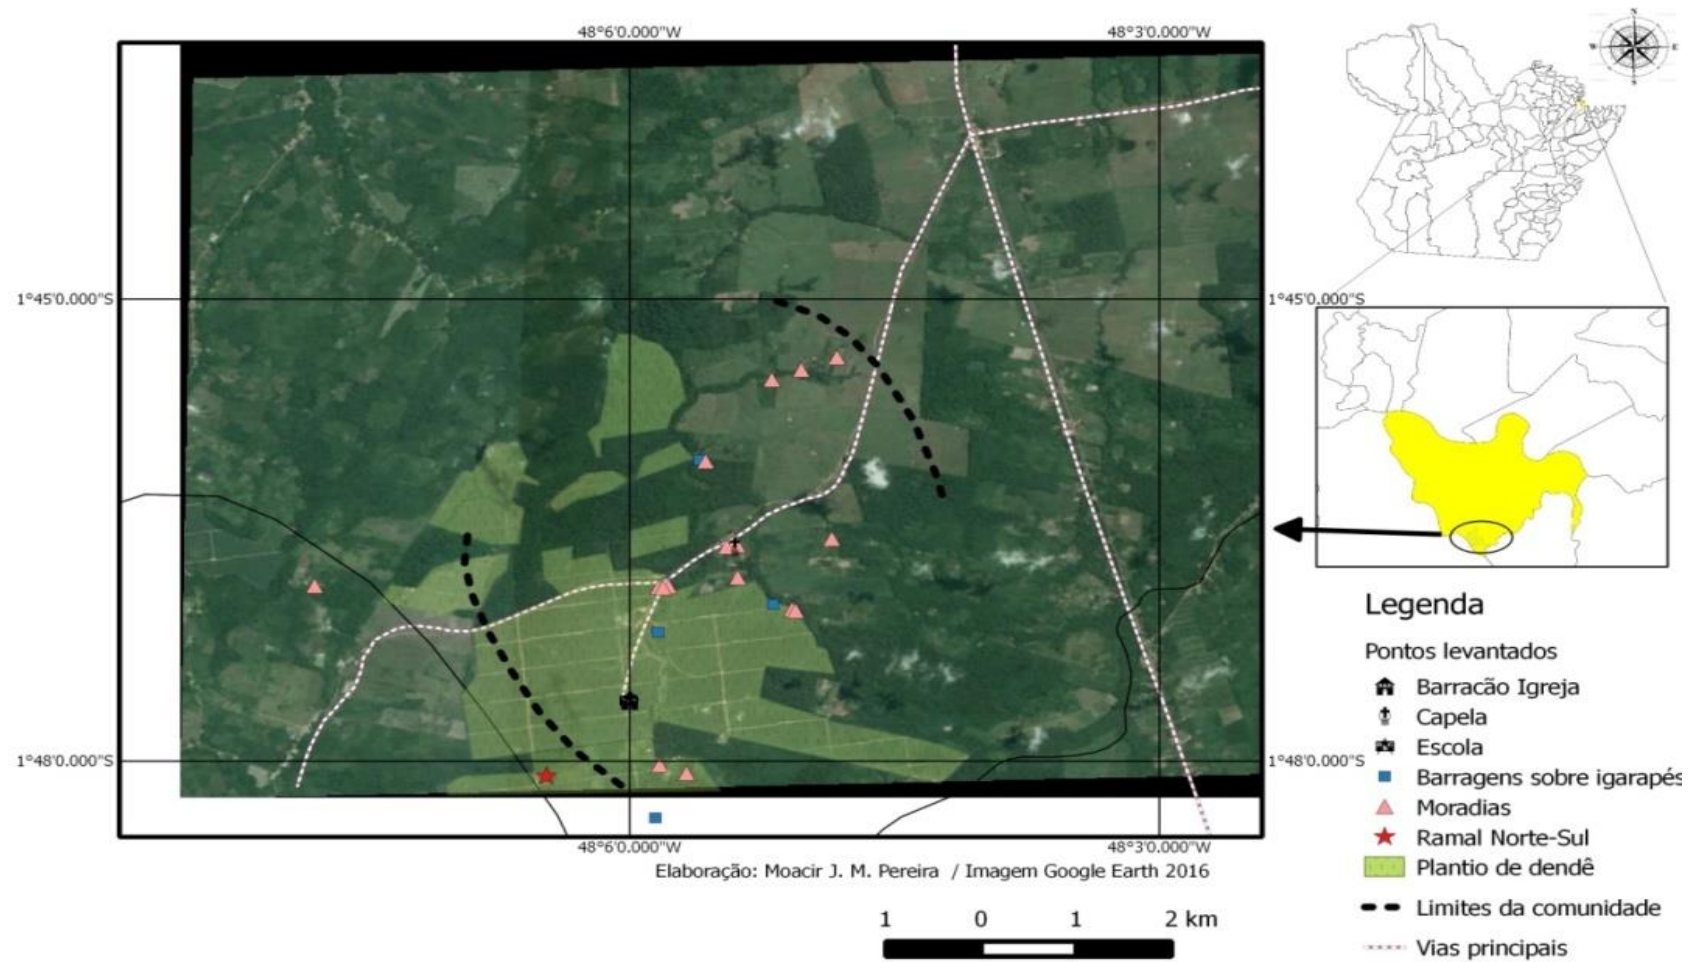 48°6'0.000"W
48°3'0.000"W
N
W
E
S
1°45'0.000"S
1°45'0.000"S
1°48'0.000"S
1°48'0.000"S
48°6'0.000"W
48°3'0.000"W
Elaboração: Moacir J. M. Pereira / Imagem Google Earth 2016
1 0 1 2 km
Legenda
Pontos levantados
Barracão Igreja
Capela
Escola
Barragens sobre igarapés
Moradias
Ramal Norte-Sul
Plantio de dendê
Limites da comunidade
Vias principais